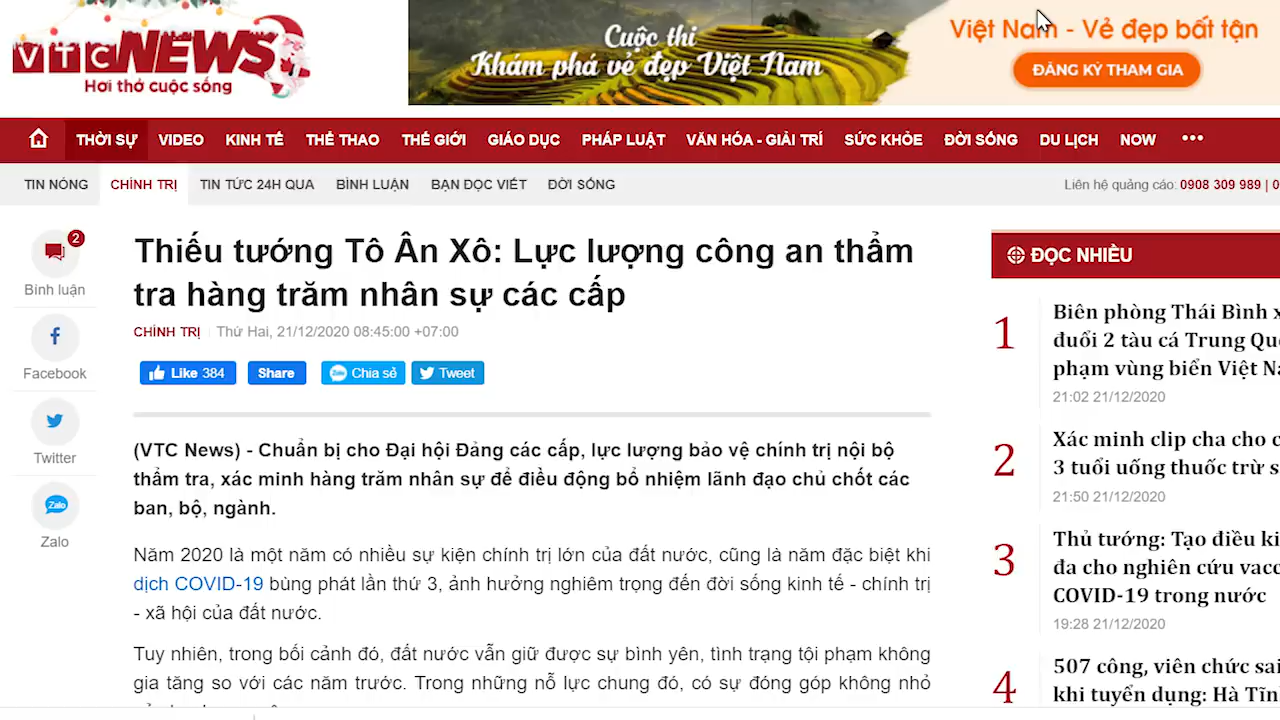 VTC NEWS
Hơi thở cuộc sống
Cuộc thi
Khám phá vẻ đẹp Việt Nam
Việt Nam - Vẻ đẹp bất tận
ĐĂNG KÝ THAM GIA
THỜI SỰ VIDEO KINH TẾ THỂ THAO THẾ GIỚI GIÁO DỤC PHÁP LUẬT VĂN HÓA - GIẢI TRÍ SỨC KHỎE ĐỜI SỐNG DU LỊCH NOW
TIN NÓNG CHÍNH TRỊ TIN TỨC 24H QUA BÌNH LUẬN BẠN ĐỌC VIẾT ĐỜI SỐNG
Liên hệ quảng cáo: 0908 309 989 | 0
2
Bình luận
Facebook
Twitter
Zalo
Zalo
Thiếu tướng Tô Ân Xô: Lực lượng công an thẩm
tra hàng trăm nhân sự các cấp
CHÍNH TRỊ Thứ Hai, 21/12/2020 08:45:00 +07:00
Like 384 Share Zalo Chia sẻ Tweet
(VTC News) - Chuẩn bị cho Đại hội Đảng các cấp, lực lượng bảo vệ chính trị nội bộ
thẩm tra, xác minh hàng trăm nhân sự để điều động bổ nhiệm lãnh đạo chủ chốt các
ban, bộ, ngành.
Năm 2020 là một năm có nhiều sự kiện chính trị lớn của đất nước, cũng là năm đặc biệt khi
dịch COVID-19 bùng phát lần thứ 3, ảnh hưởng nghiêm trọng đến đời sống kinh tế - chính trị
- xã hội của đất nước.
Tuy nhiên, trong bối cảnh đó, đất nước vẫn giữ được sự bình yên, tình trạng tội phạm không
gia tăng so với các năm trước. Trong những nỗ lực chung đó, có sự đóng góp không nhỏ
ĐỌC NHIỀU
1
Biên phòng Thái Bình x
đuổi 2 tàu cá Trung Quố
phạm vùng biển Việt Na
21:02 21/12/2020
2
Xác minh clip cha cho c
3 tuổi uống thuốc trừ s
21:50 21/12/2020
3
Thủ tướng: Tạo điều ki
đa cho nghiên cứu vacc
COVID-19 trong nước
19:28 21/12/2020
4
507 công, viên chức sai
khi tuyển dụng: Hà Tĩn